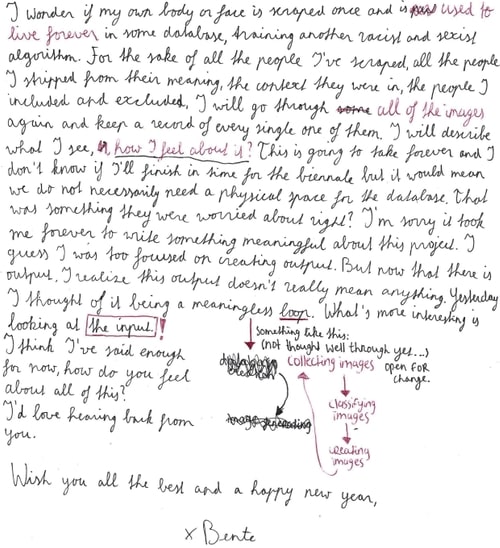 I wonder if my own body or face is scraped once and is used to
live forever in some database, training another racist and sexist
algorithm. For the sake of all the people I've scraped, all the people
I stripped from their meaning, the context they were in, the people I
included and excluded, I will go through some all of the images
again and keep a record of every single one of them. I will describe
what I see, how I feel about it? This is going to take forever and I
don't know if I'll finish in time for the biennale but it would mean
we do not necessarily need a physical space for the database. That
was something they were worried about right? I'm sorry it took
me forever to write something meaningful about this project. I
guess I was too focused on creating output. But now that there is
output, I realize this output doesn't really mean anything. Yesterday
I thought of it being a meaningless loop. What's more interesting is
looking at the input!
I think I've said enough
for now, how do you feel
about all of this?
I'd love hearing back from
you.
something like this:
(not thought well through yet...)
collecting images
open FOR
change.
classifying
images
creating
images
image generating
Wish you all the best and a happy new year,
x Bente